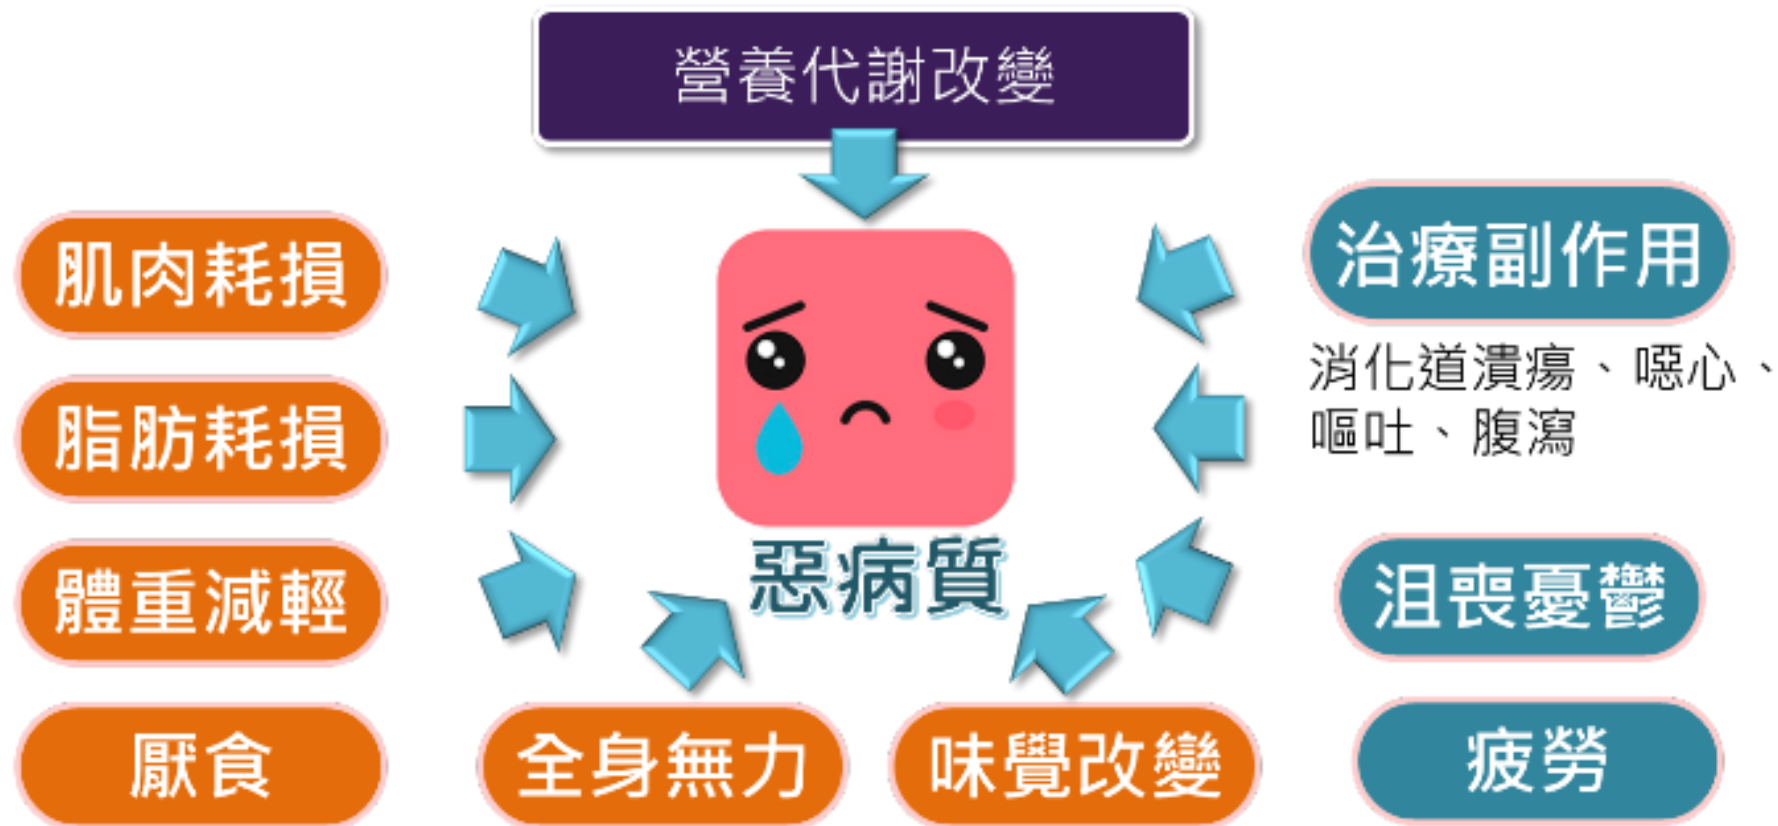 營養代謝改變
肌肉耗損
脂肪耗損
體重減輕
厭食
全身無力
味覺改變
惡病質
治療副作用
消化道潰瘍、噁心、
嘔吐、腹瀉
沮喪憂鬱
疲勞